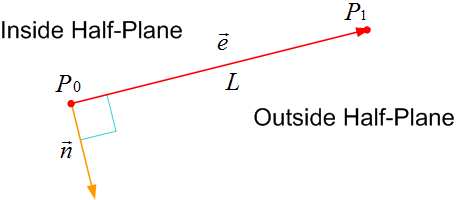 P1
Inside Half-Plane
e
P0
L
Outside Half-Plane
n